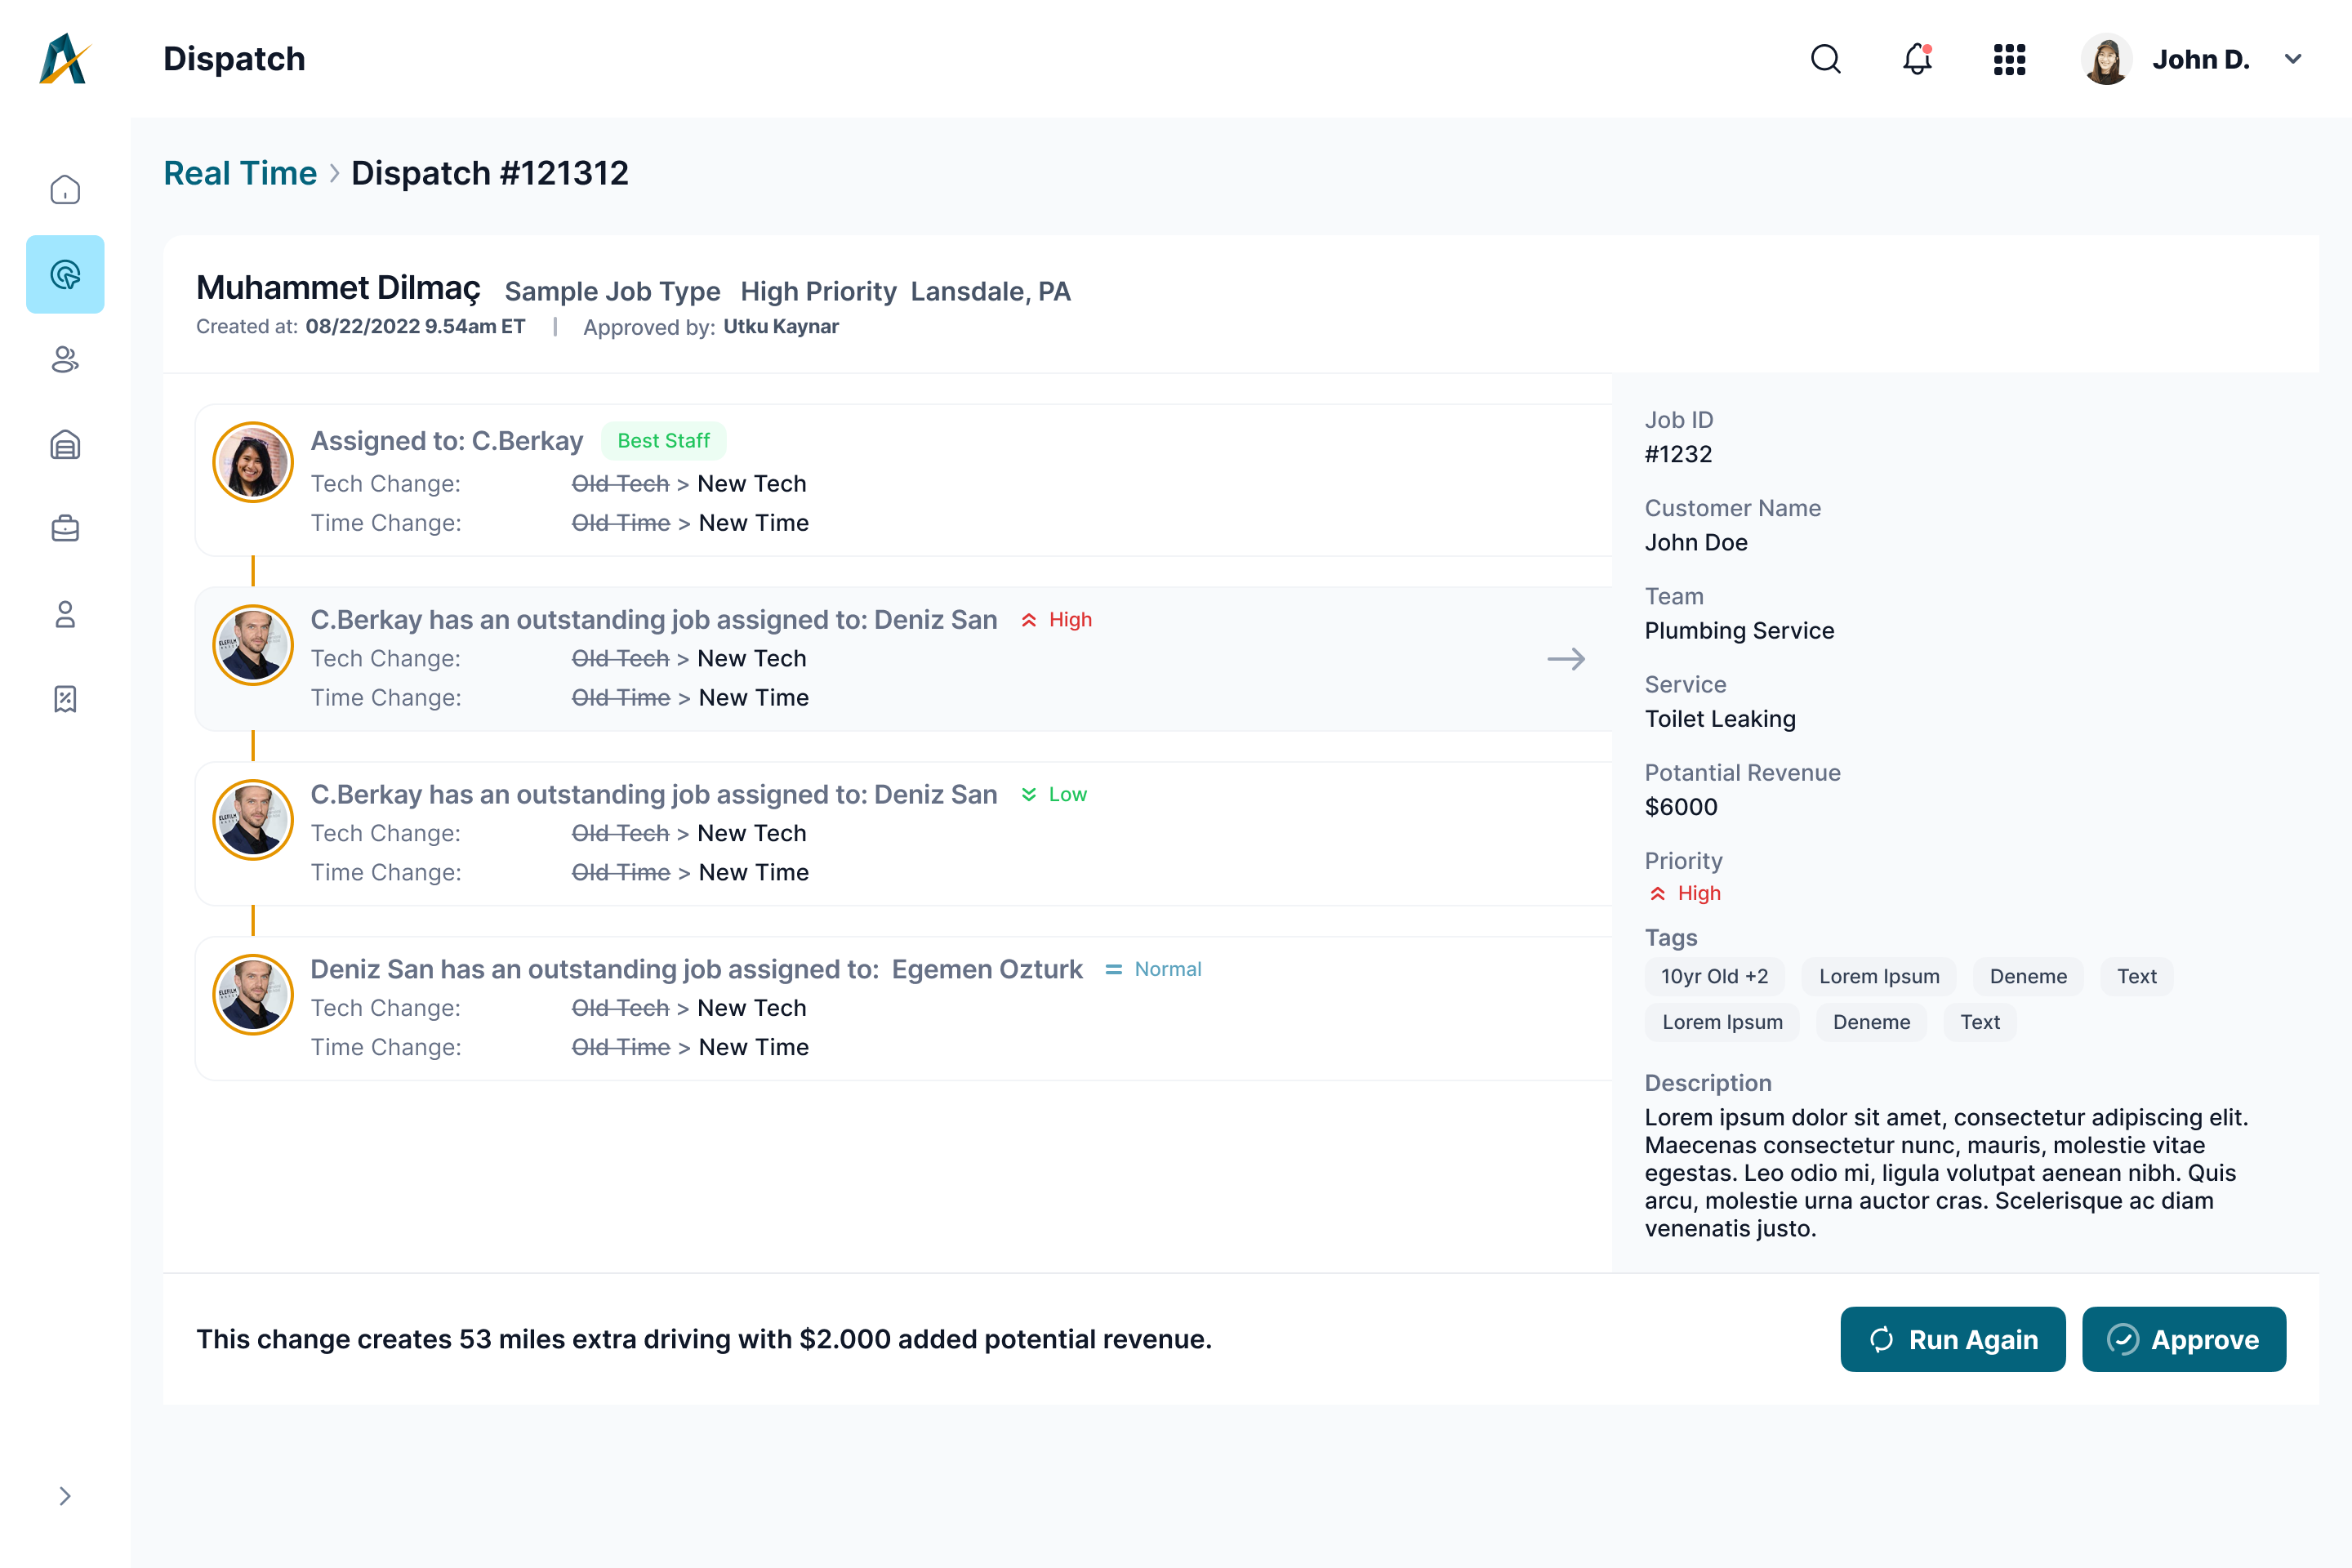 Dispatch
John D.
Real Time > Dispatch #121312
Muhammet Dilmaç Sample Job Type High Priority Lansdale, PA
Created at: 08/22/2022 9.54am ET | Approved by: Utku Kaynar
Assigned to: C.Berkay Best Staff
Tech Change: Old Tech > New Tech
Time Change: Old Time > New Time
C.Berkay has an outstanding job assigned to: Deniz San High
Tech Change: Old Tech > New Tech
Time Change: Old Time > New Time
C.Berkay has an outstanding job assigned to: Deniz San Low
Tech Change: Old Tech > New Tech
Time Change: Old Time > New Time
Deniz San has an outstanding job assigned to: Egemen Ozturk = Normal
Tech Change: Old Tech > New Tech
Time Change: Old Time > New Time
Job ID
#1232
Customer Name
John Doe
Team
Plumbing Service
Service
Toilet Leaking
Potantial Revenue
$6000
Priority
High
Tags
10yr Old +2 Lorem Ipsum Deneme Text
Lorem Ipsum Deneme Text
Description
Lorem ipsum dolor sit amet, consectetur adipiscing elit.
Maecenas consectetur nunc, mauris, molestie vitae
egestas. Leo odio mi, ligula volutpat aenean nibh. Quis
arcu, molestie urna auctor cras. Scelerisque ac diam
venenatis justo.
This change creates 53 miles extra driving with $2.000 added potential revenue.
Run Again
Approve